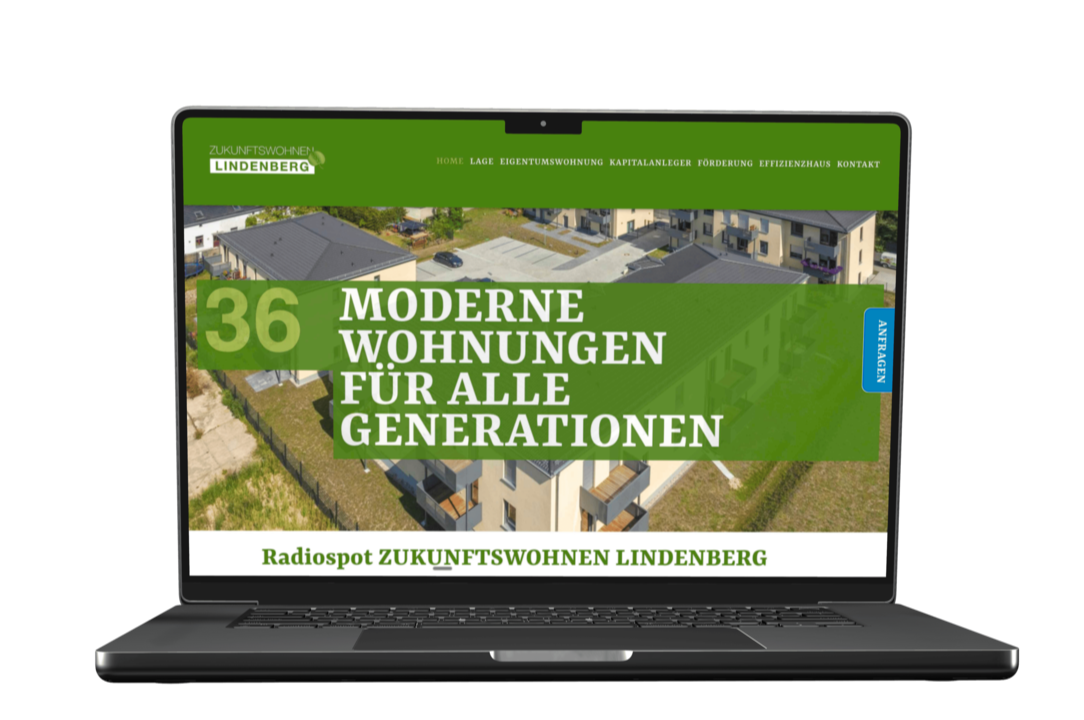 ZUKUNFTSWOHNEN
LINDENBERG
HOME LAGE EIGENTUMSWOHNUNG KAPITALANLEGER FÖRDERUNG EFFIZIENZHAUS KONTAKT
36
MODERNE
WOHNUNGEN
FÜR ALLE
GENERATIONEN
ANFRAGEN
Radiospot ZUKUNFTSWOHNEN LINDENBERG